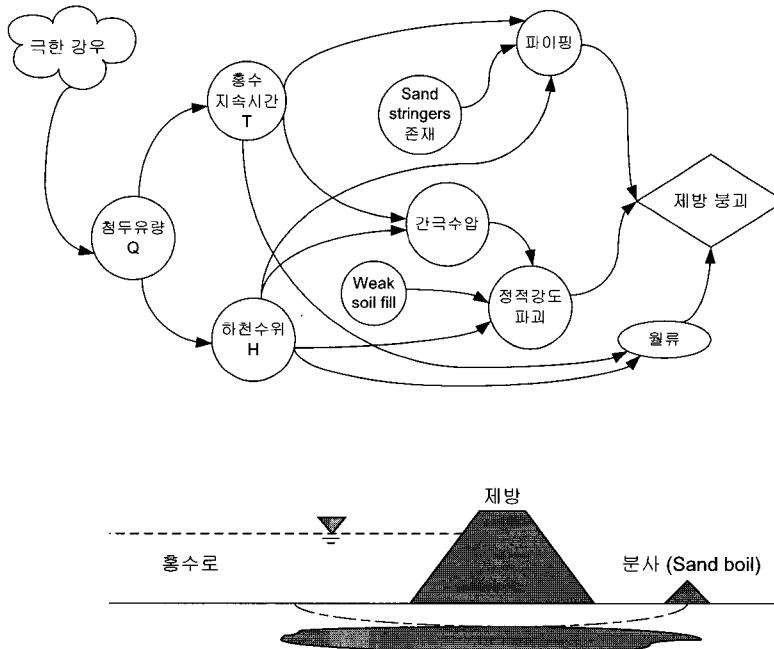 극한 강우
홍수
지속시간
T
파이핑
Sand
stringers
존재
첨두유량
Q
간극수압
제방 붕괴
Weak
soil fill
정적강도
파괴
하천수위
H
월류
제방
홍수로
분사 (Sand boil)